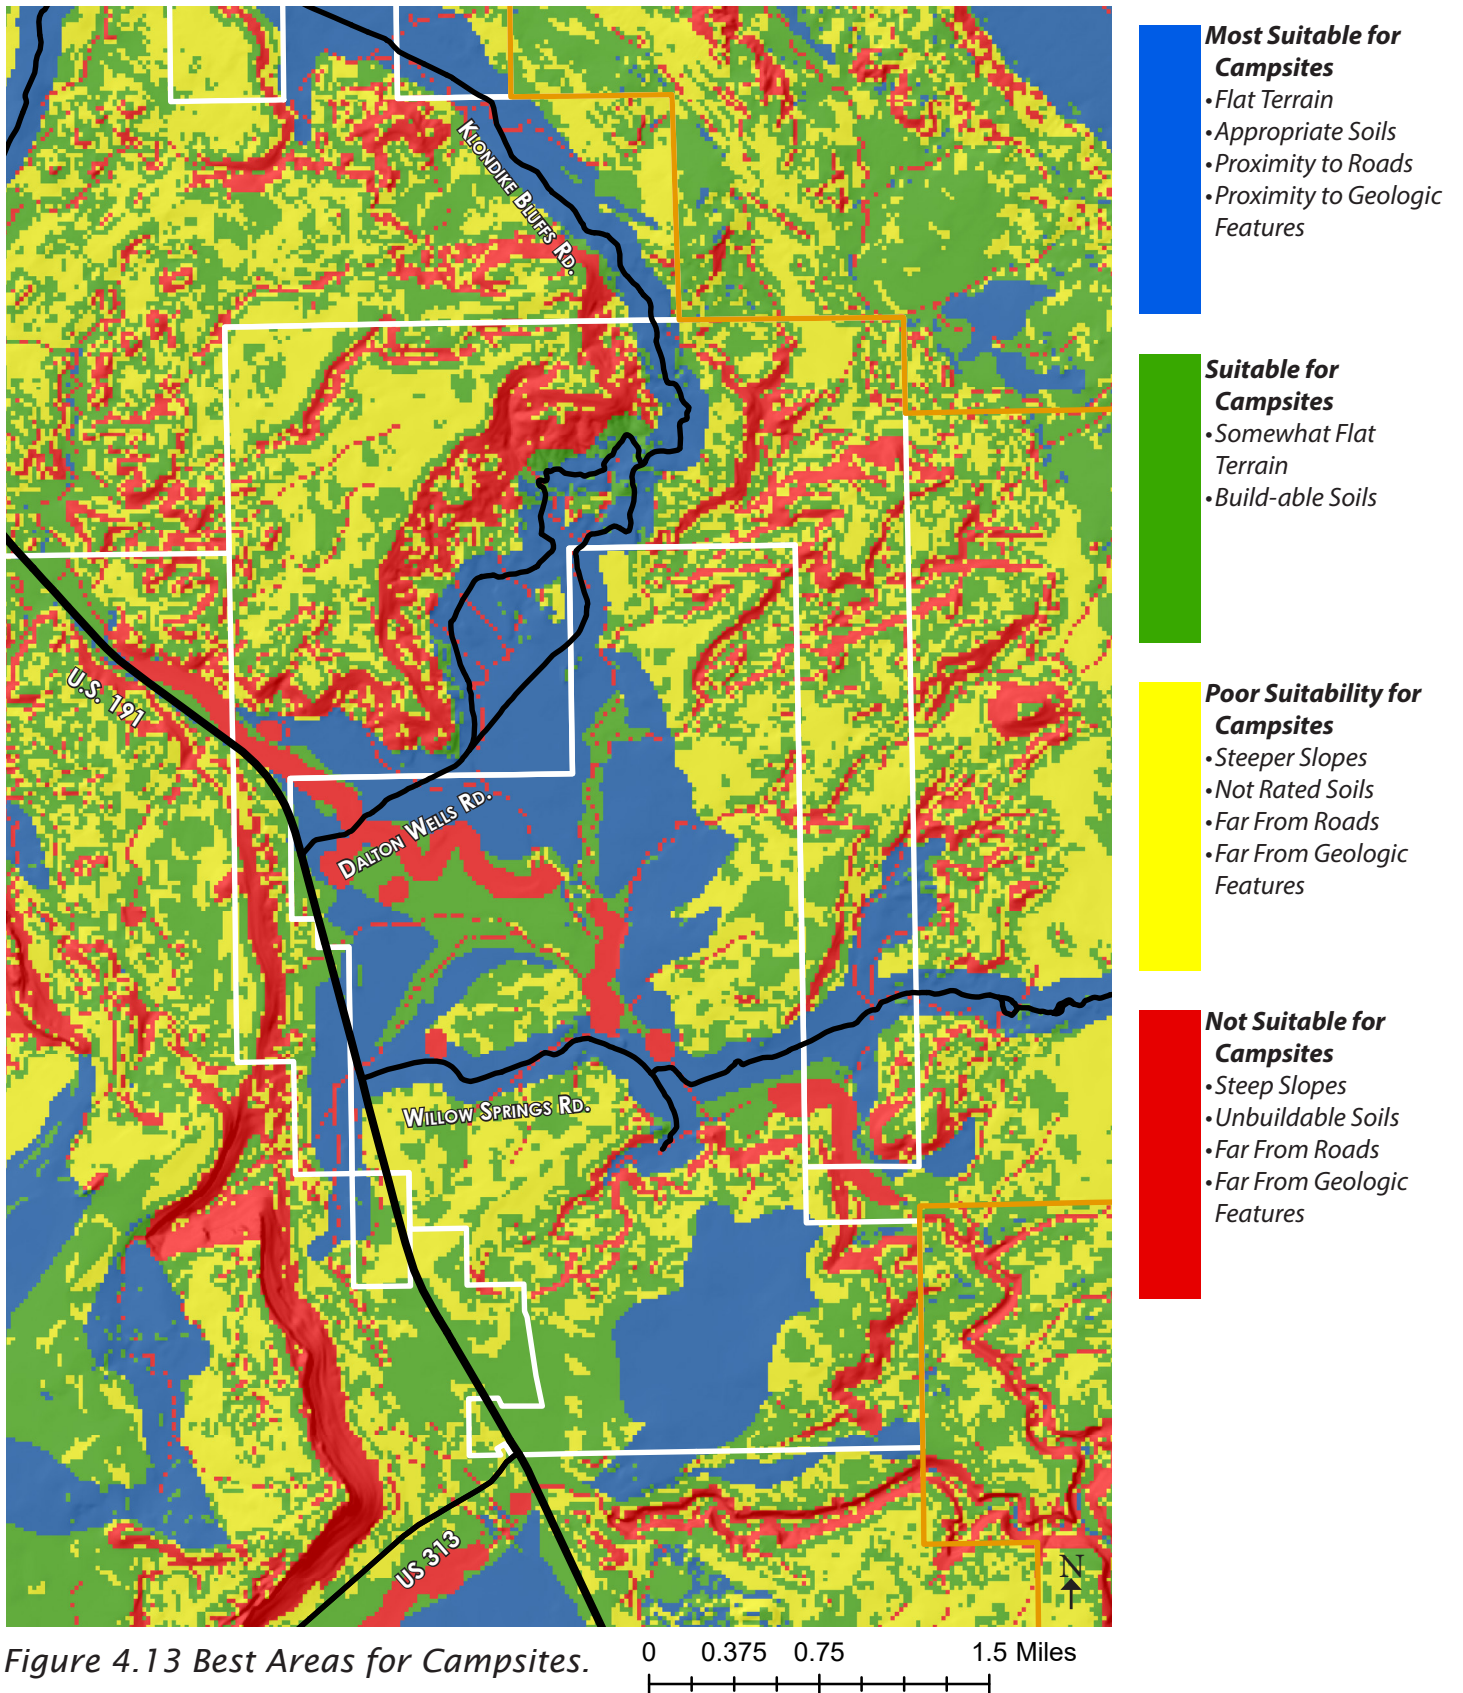 KLONDIKE BLUFFS RD.
U.S. 191
DALTON WELLS RD.
WILLOW SPRINGS RD.
US 313
N
Most Suitable for
Campsites
•Flat Terrain
•Appropriate Soils
•Proximity to Roads
•Proximity to Geologic
Features
Suitable for
Campsites
•Somewhat Flat
Terrain
•Build-able Soils
Poor Suitability for
Campsites
•Steeper Slopes
•Not Rated Soils
•Far From Roads
•Far From Geologic
Features
Not Suitable for
Campsites
•Steep Slopes
•Unbuildable Soils
•Far From Roads
•Far From Geologic
Features
Figure 4.13 Best Areas for Campsites.
0 0.375 0.75 1.5 Miles